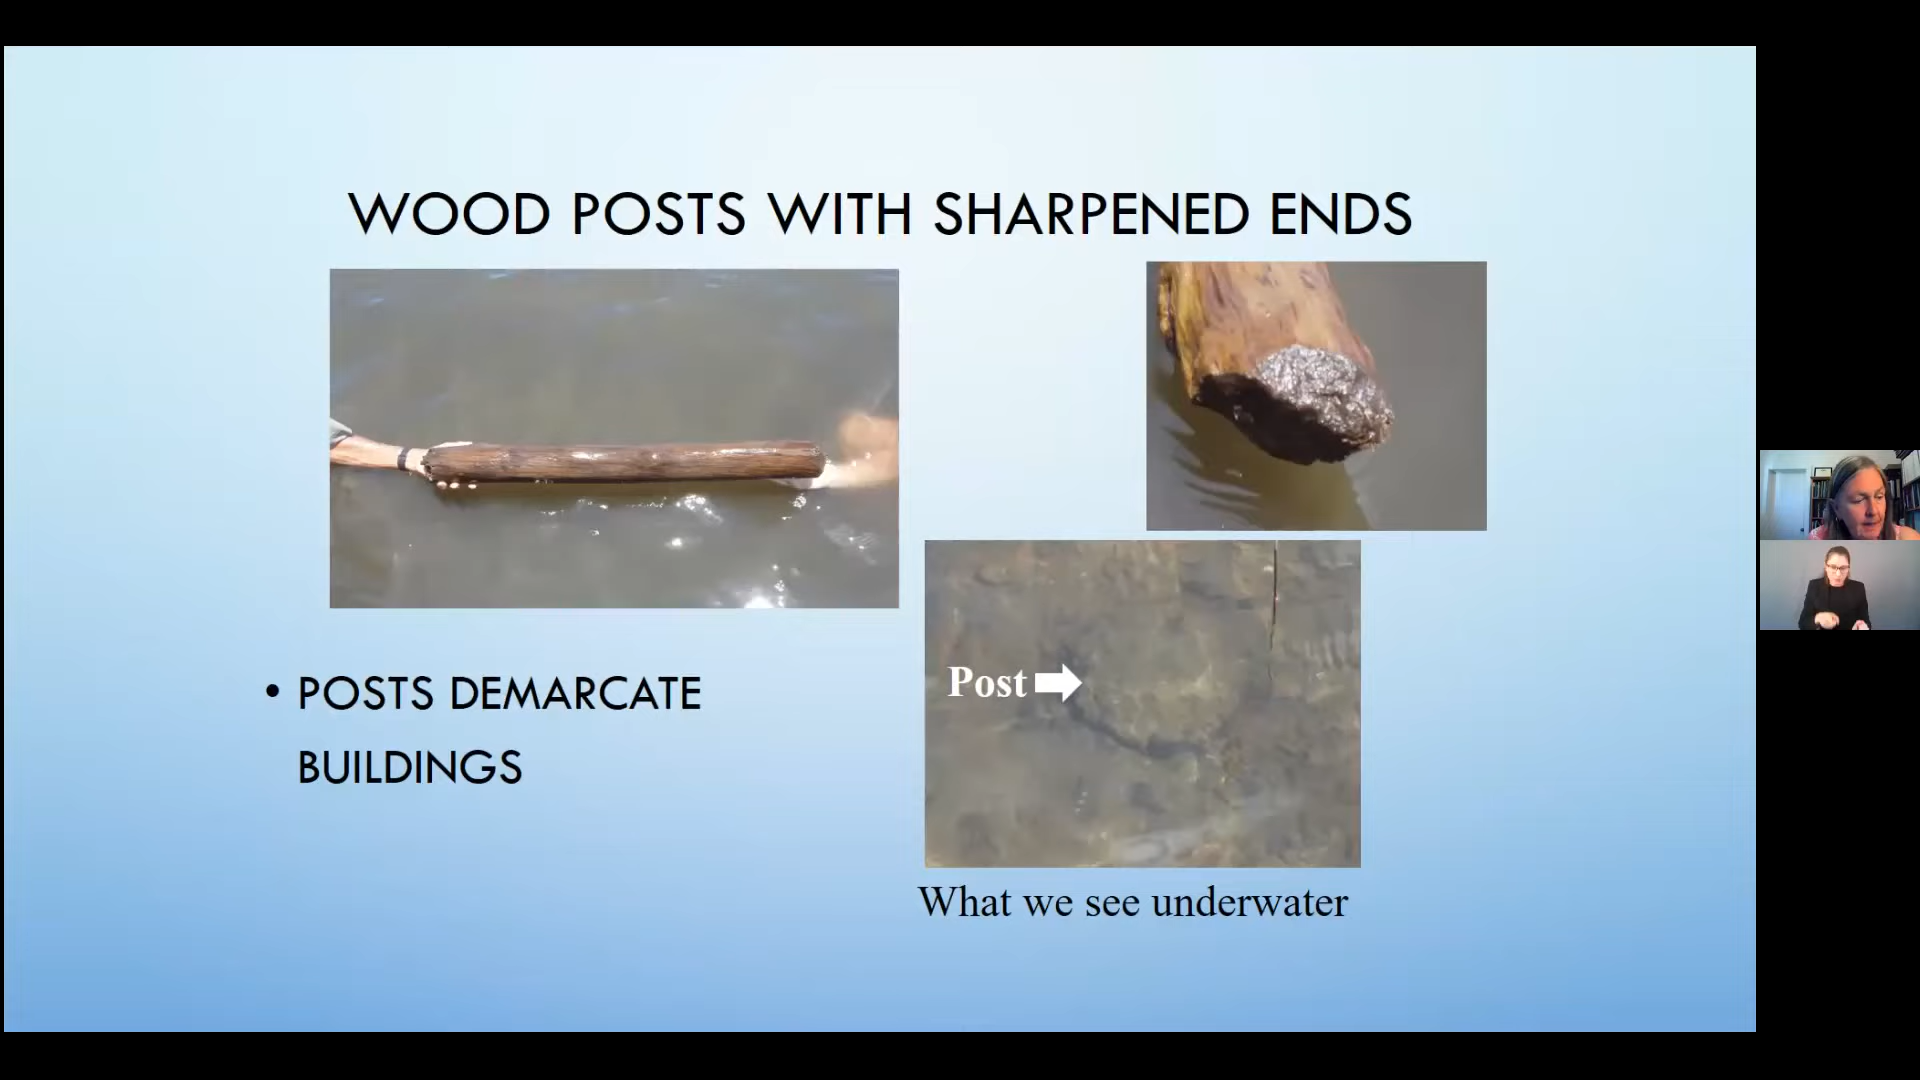 WOOD POSTS WITH SHARPENED ENDS
• POSTS DEMARCATE
BUILDINGS
Post
What we see underwater